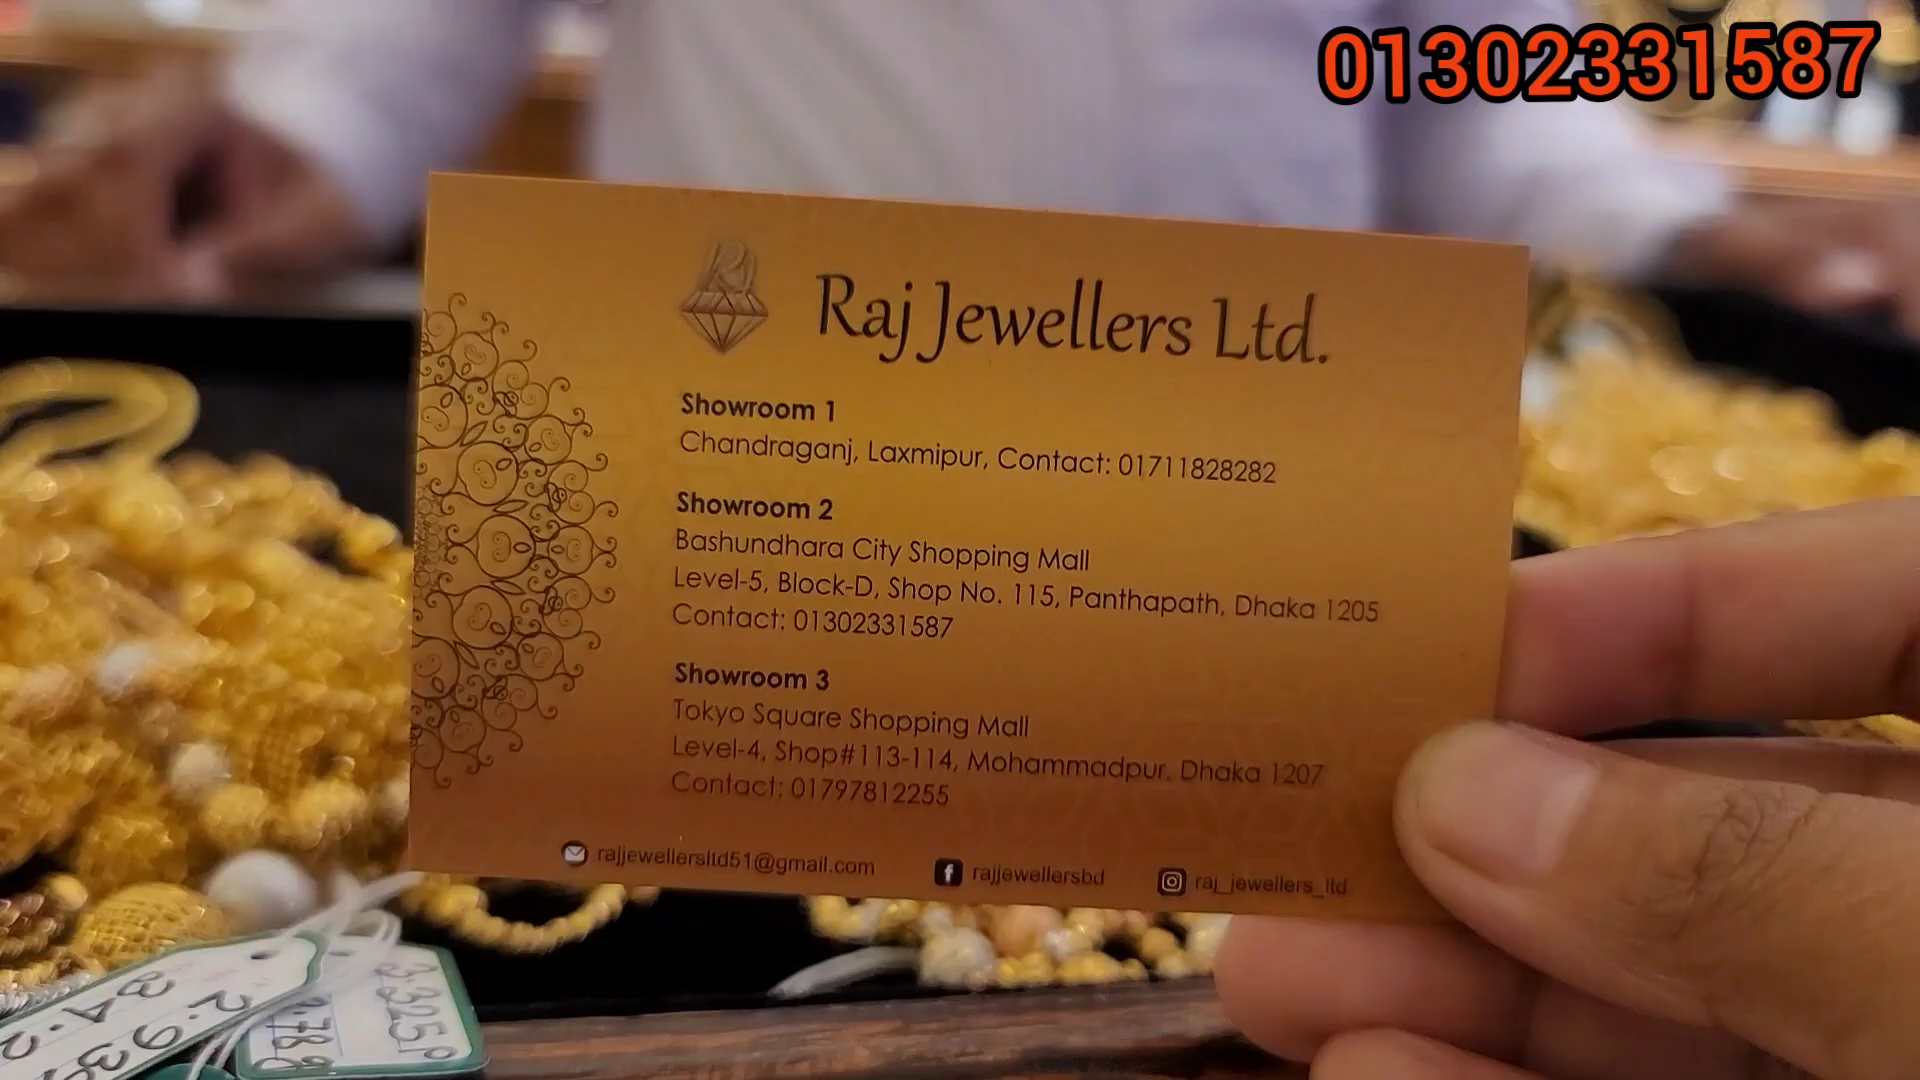 01302331587
Raj Jewellers Ltd.
Showroom 1
Chandraganj, Laxmipur, Contact: 01711828282
Showroom 2
Bashundhara City Shopping Mall
Level-5, Block-D, Shop No. 115, Panthapath, Dhaka 1205
Contact: 01302331587
Showroom 3
Tokyo Square Shopping Mall
Level-4, Shop#113-114, Mohammadpur, Dhaka 1207
Contact: 01797812255
rajjewellersltd51@gmail.com
rajjewellersbd
raj_jewellers_ltd